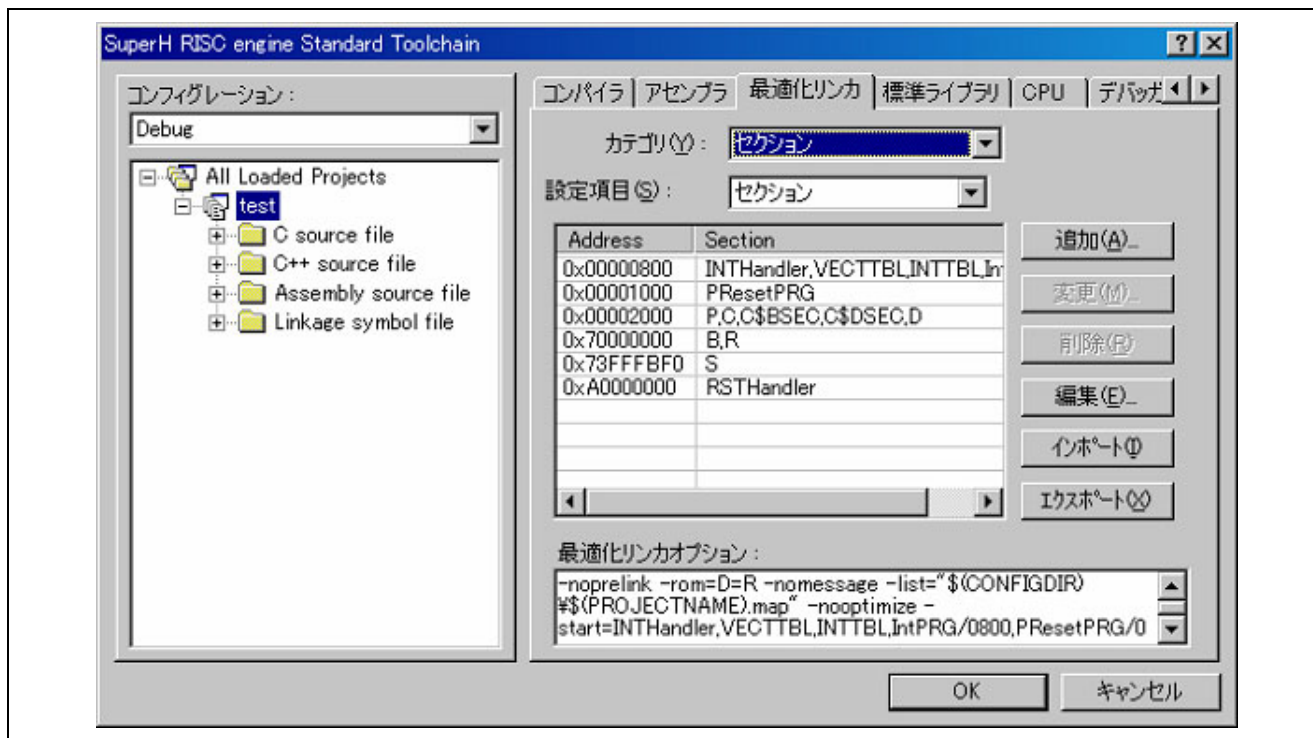 SuperH RISC engine Standard Toolchain
コンフィグレーション :
Debug
All Loaded Projects
test
C source file
C++ source file
Assembly source file
Linkage symbol file
コンパイラ アセンブラ 最適化リンカ 標準ライブラリ CPU デバッガ
カテゴリ(Y) : セクション
設定項目(S) : セクション
Address Section
0x00000800 INTHandler,VECTTBL,INTTBL,In
0x00001000 PResetPRG
0x00002000 P,C,C$BSEC,C$DSEC,D
0x70000000 B,R
0x73FFFBF0 S
0xA0000000 RSTHandler
追加(A)...
変更(M)...
削除(R)
編集(E)...
インポート(I)
エクスポート(X)
最適化リンカオプション :
-noprelink -rom=D=R -nomessage -list="$(CONFIGDIR)
¥$(PROJECTNAME).map" -nooptimize -
start=INTHandler,VECTTBL,INTTBL,IntPRG/0800,PResetPRG/0
OK キャンセル